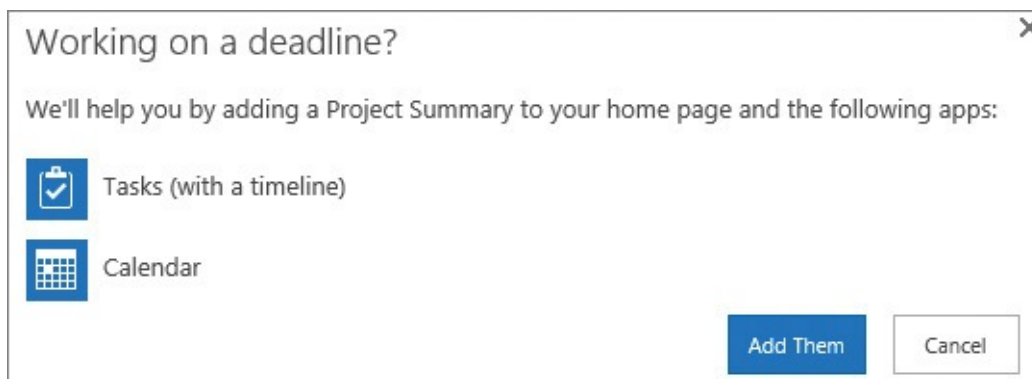 Working on a deadline?
We'll help you by adding a Project Summary to your home page and the following apps:
Tasks (with a timeline)
Calendar
Add Them
Cancel